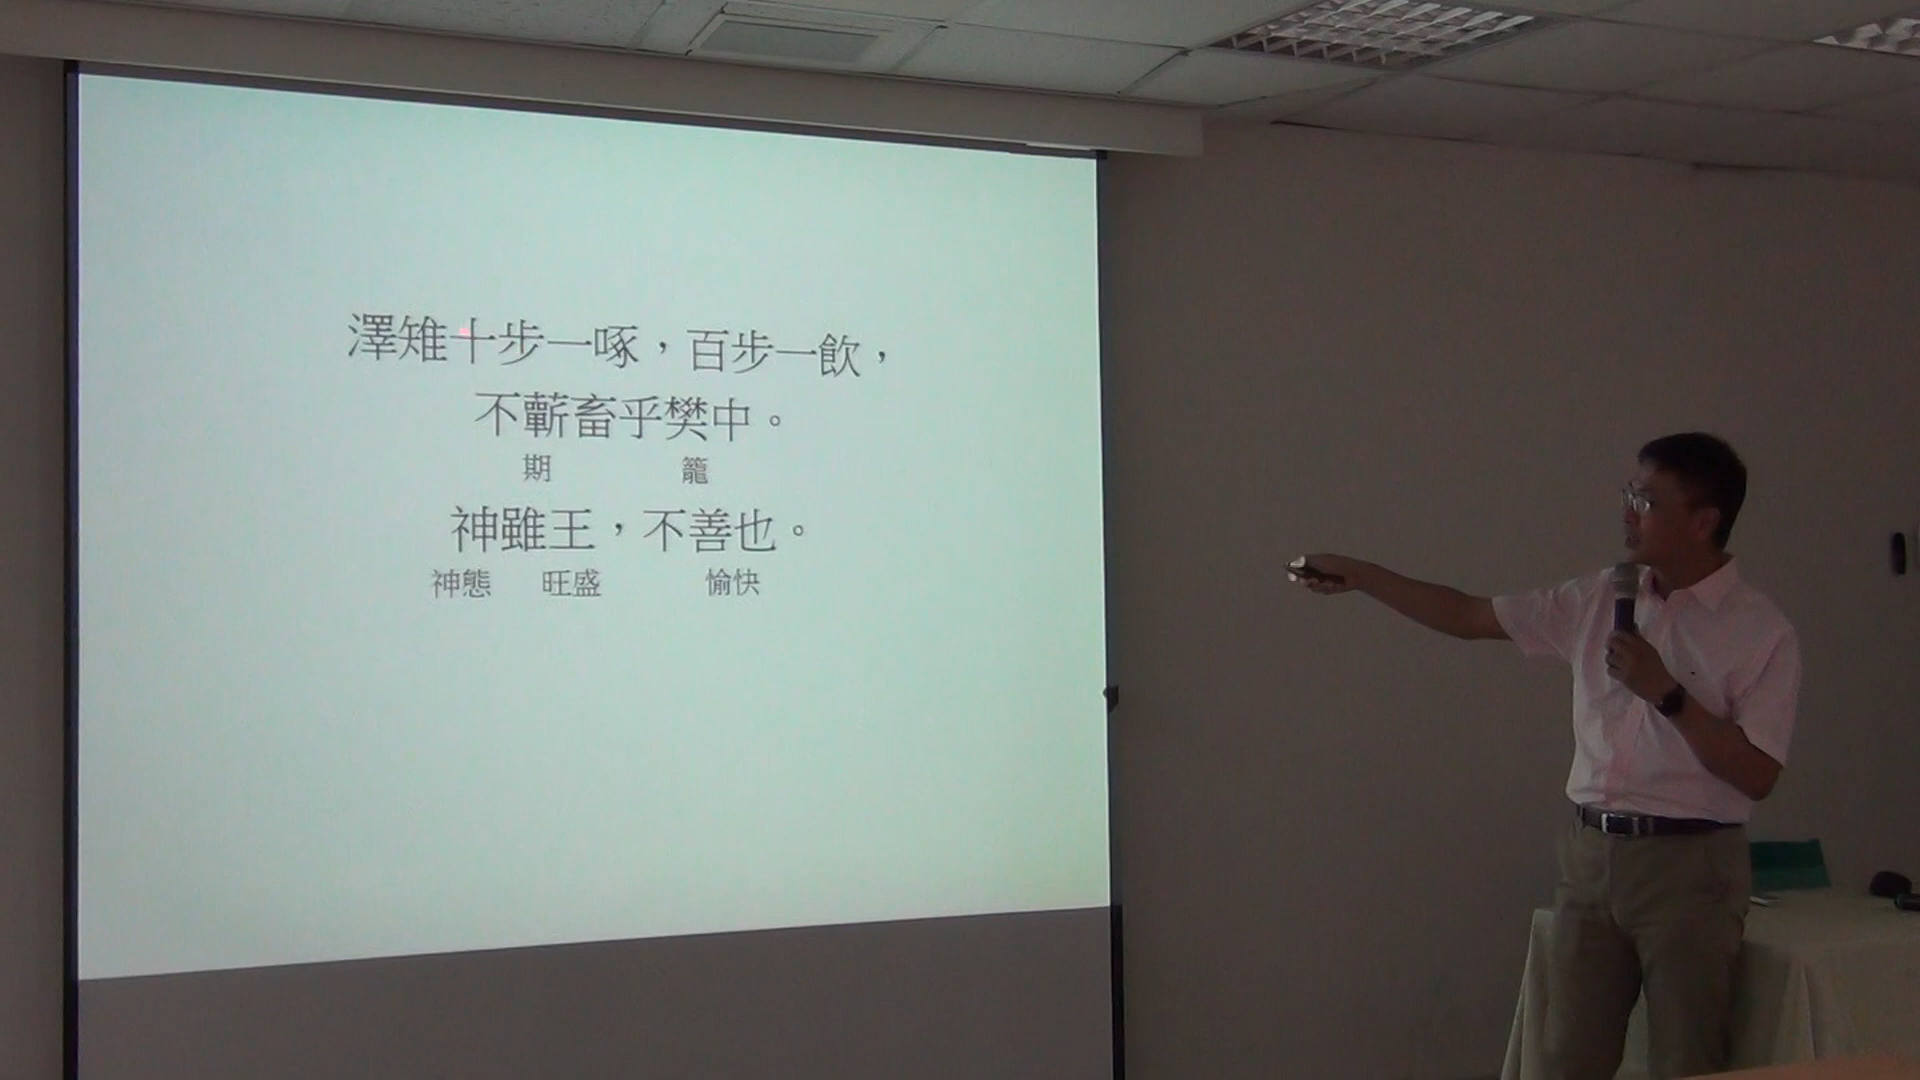 澤雉十步一啄，百步一飲，
不蘄畜乎樊中。
期 籠
神雖王，不善也。
神態 旺盛 愉快